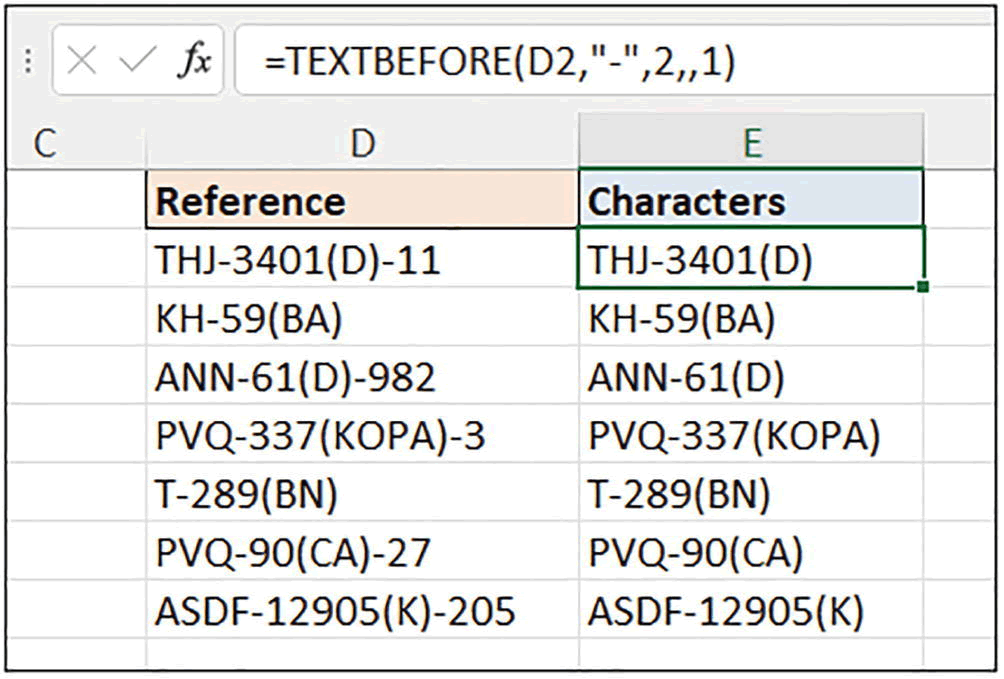 fx =TEXTBEFORE(D2,"-",2,,1)
C D E
Reference Characters
THJ-3401(D)-11 THJ-3401(D)
KH-59(BA) KH-59(BA)
ANN-61(D)-982 ANN-61(D)
PVQ-337(KOPA)-3 PVQ-337(KOPA)
T-289(BN) T-289(BN)
PVQ-90(CA)-27 PVQ-90(CA)
ASDF-12905(K)-205 ASDF-12905(K)